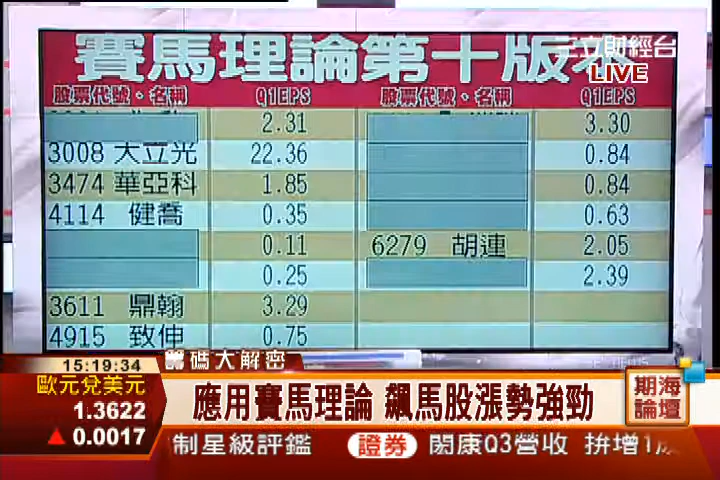 賽馬理論第十版本
三立財經台
LIVE
股票代號、名稱 Q1EPS 股票代號、名稱 Q1EPS
2.31 3.30
3008 大立光 22.36 0.84
3474 華亞科 1.85 0.84
4114 健喬 0.35 0.63
0.11 6279 胡連 2.05
0.25 2.39
3611 鼎翰 3.29
4915 致伸 0.75
15:19:34
籌碼大解密
歐元兌美元
1.3622
▲0.0017
應用賽馬理論 飆馬股漲勢強勁
期海論壇
制星級評鑑 證券 閎康Q3營收 拚增1成